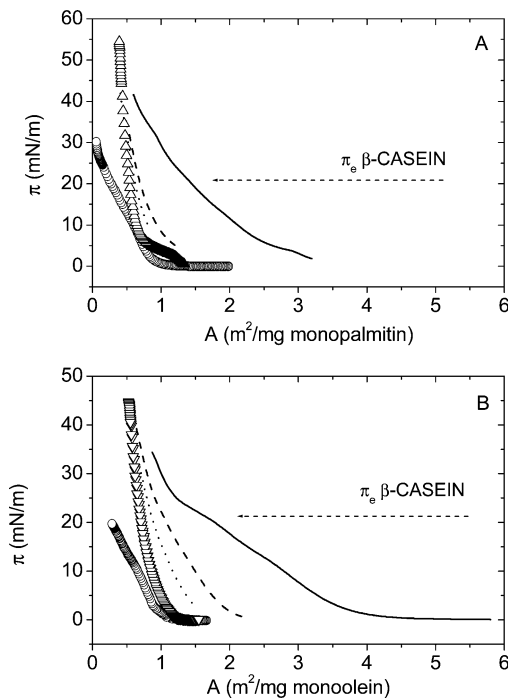 60
50
40
30
20
10
0
π (mN/m)
A
πe β-CASEIN
0 1 2 3 4 5 6
A (m²/mg monopalmitin)
50
40
30
20
10
0
π (mN/m)
B
πe β-CASEIN
0 1 2 3 4 5 6
A (m²/mg monoolein)